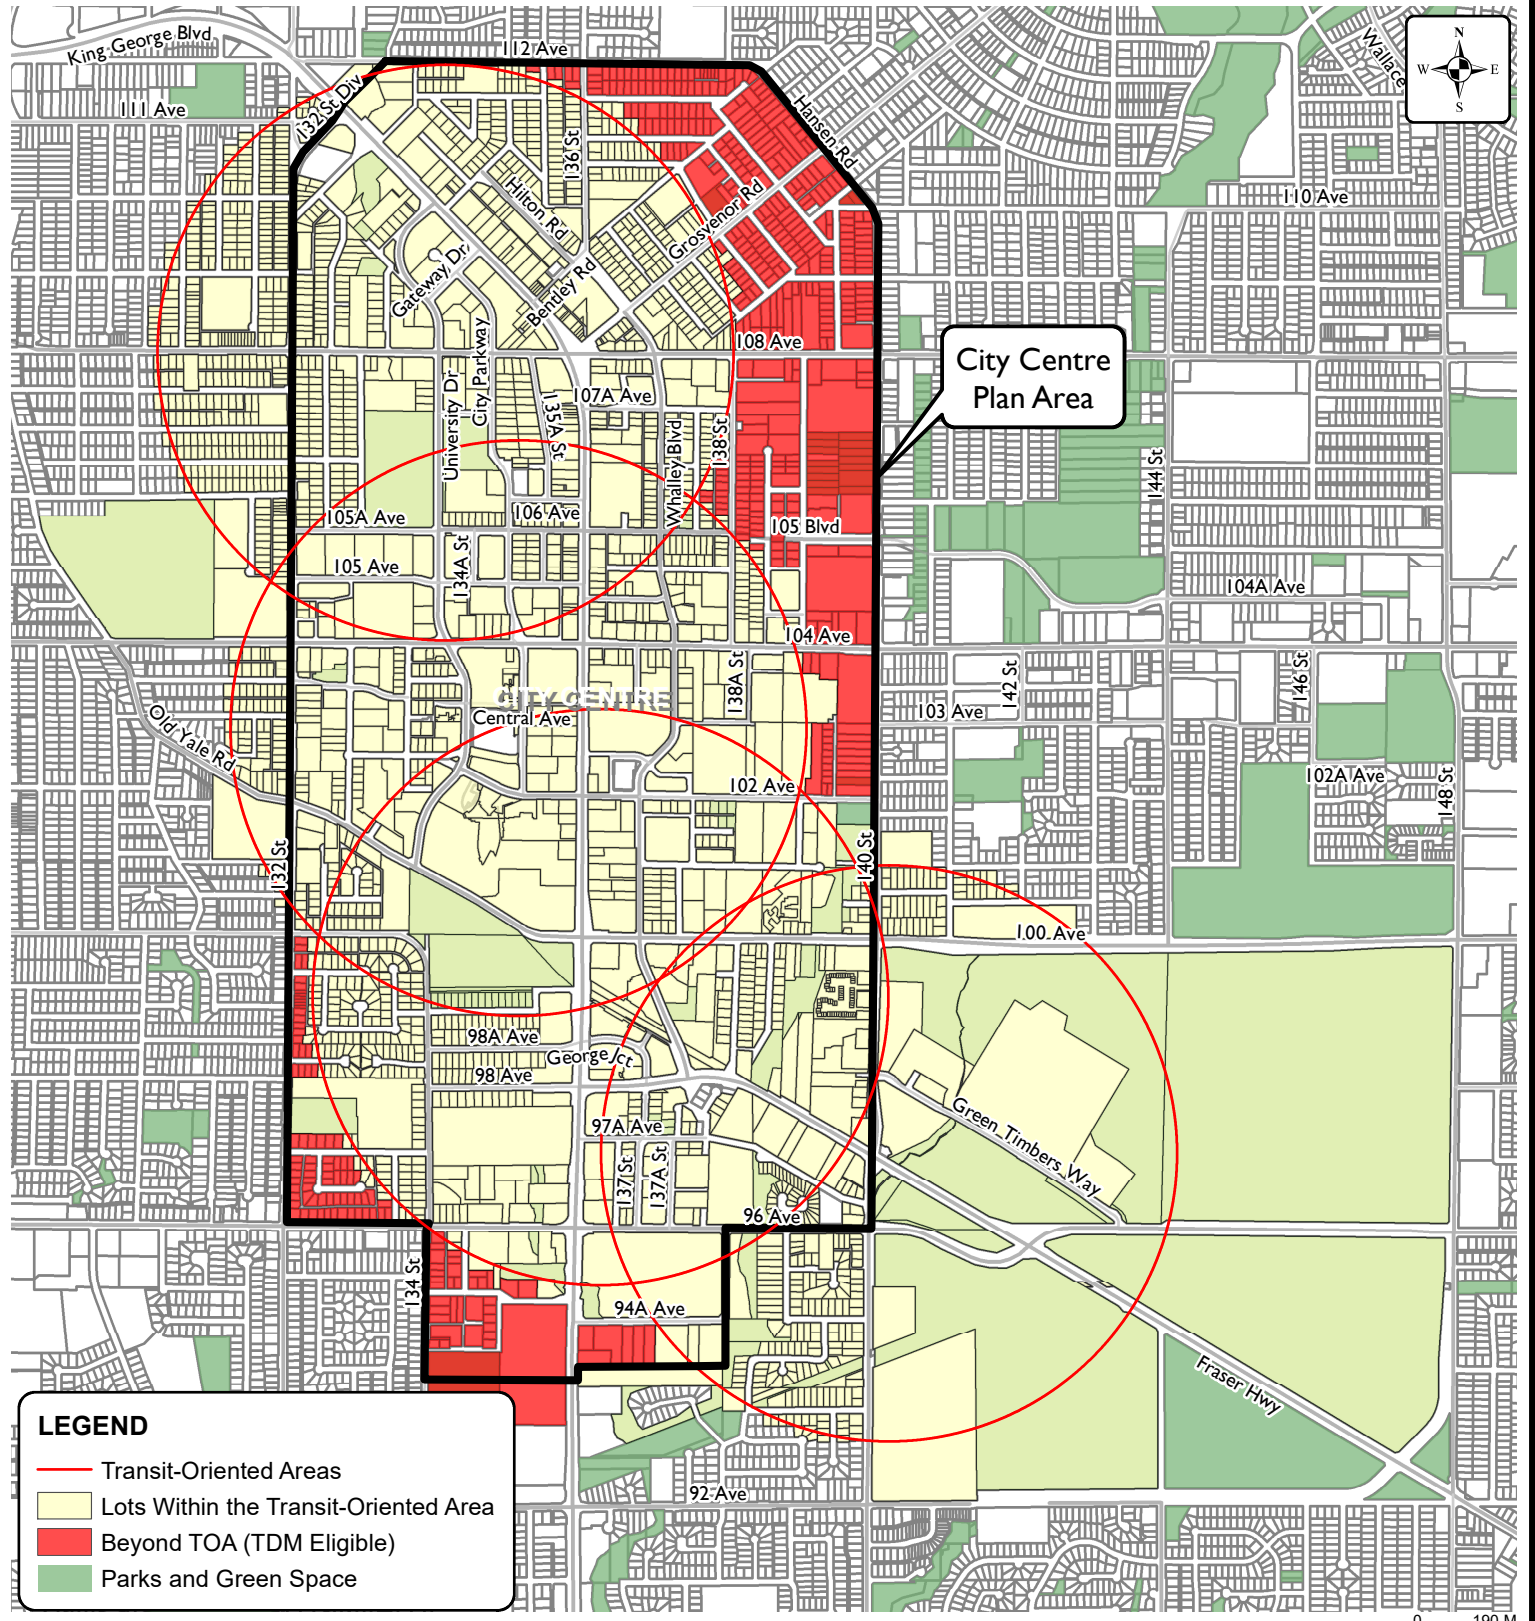 King George Blvd
112 Ave
Wallace
N
W
E
S
111 Ave
132 St Div
Hansen Rd
136 St
Hilton Rd
Grosvenor Rd
110 Ave
Gateway Dr
Bentley Rd
108 Ave
City Centre
Plan Area
University Dr
City Parkway
107A Ave
135A St
Whalley Blvd
138 St
144 St
105A Ave
106 Ave
105 Blvd
105 Ave
134A St
104A Ave
104 Ave
CITY CENTRE
Central Ave
138A St
142 St
146 St
103 Ave
Old Yale Rd
102 Ave
102A Ave
148 St
132 St
140 St
100 Ave
98A Ave
George Jct
98 Ave
97A Ave
Green Timbers Way
137 St
137A St
96 Ave
134 St
94A Ave
Fraser Hwy
92 Ave
LEGEND
Transit-Oriented Areas
Lots Within the Transit-Oriented Area
Beyond TOA (TDM Eligible)
Parks and Green Space
0 190 M